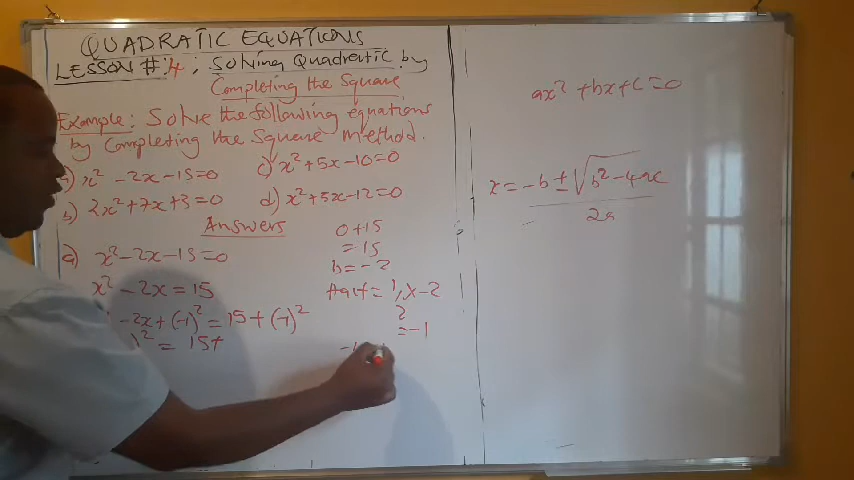 QUADRATIC EQUATIONS
LESSON #4; Solving Quadratic by
Completing the Square
Example: Solve the following equations
by Completing the Square method.
a) x² - 2x - 15 = 0
c) x² + 5x - 10 = 0
b) 2x² + 7x + 3 = 0
d) x² + 5x - 12 = 0
Answers
a) x² - 2x - 15 = 0
x² - 2x = 15
- 2x + (-1)² = 15 + (-1)²
)² = 15 +
0 + 15
= 15
b = -2
Half = 1/2 x -2
= -1
ax² + bx + c = 0
x = -b ± √b² - 4ac
2a